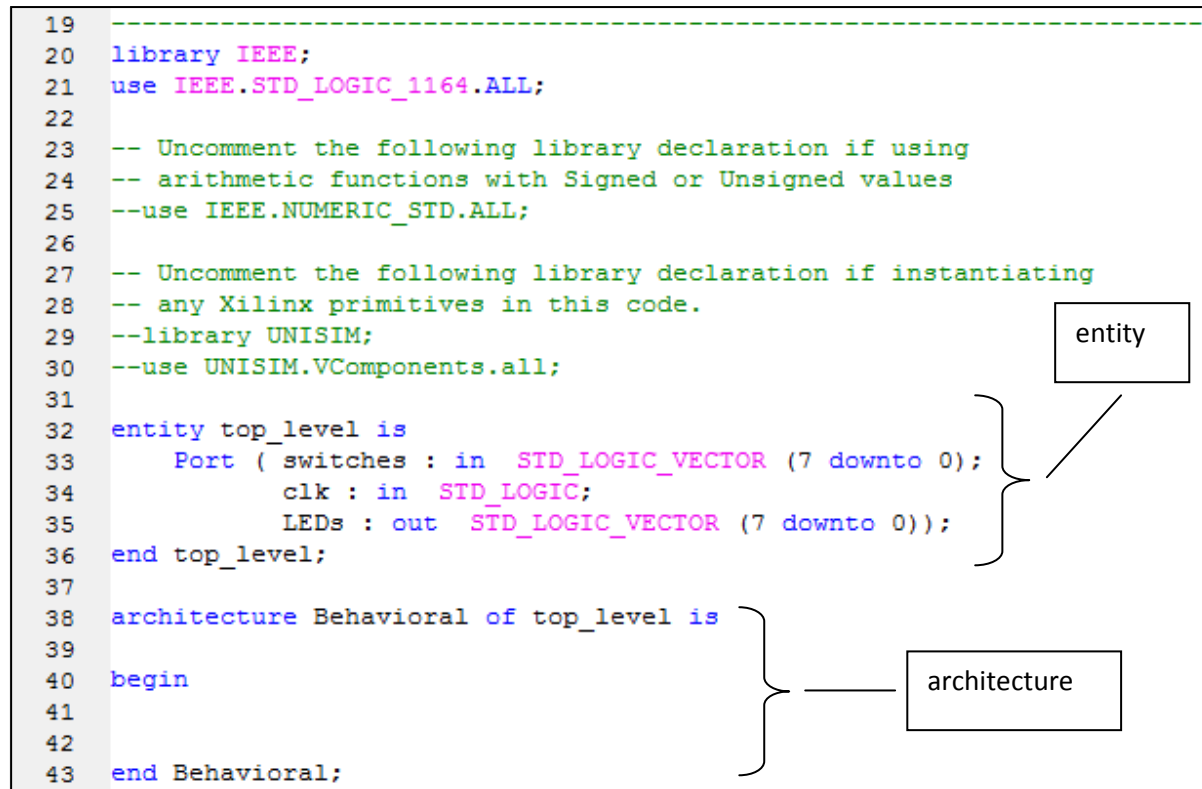 19 --------------------------------------------------------------------
20 library IEEE;
21 use IEEE.STD_LOGIC_1164.ALL;
22
23 -- Uncomment the following library declaration if using
24 -- arithmetic functions with Signed or Unsigned values
25 --use IEEE.NUMERIC_STD.ALL;
26
27 -- Uncomment the following library declaration if instantiating
28 -- any Xilinx primitives in this code.
29 --library UNISIM;
30 --use UNISIM.VComponents.all;
31
32 entity top_level is
33     Port ( switches : in  STD_LOGIC_VECTOR (7 downto 0);
34            clk : in  STD_LOGIC;
35            LEDs : out  STD_LOGIC_VECTOR (7 downto 0));
36 end top_level;
37
38 architecture Behavioral of top_level is
39
40 begin
41
42
43 end Behavioral;
entity
architecture